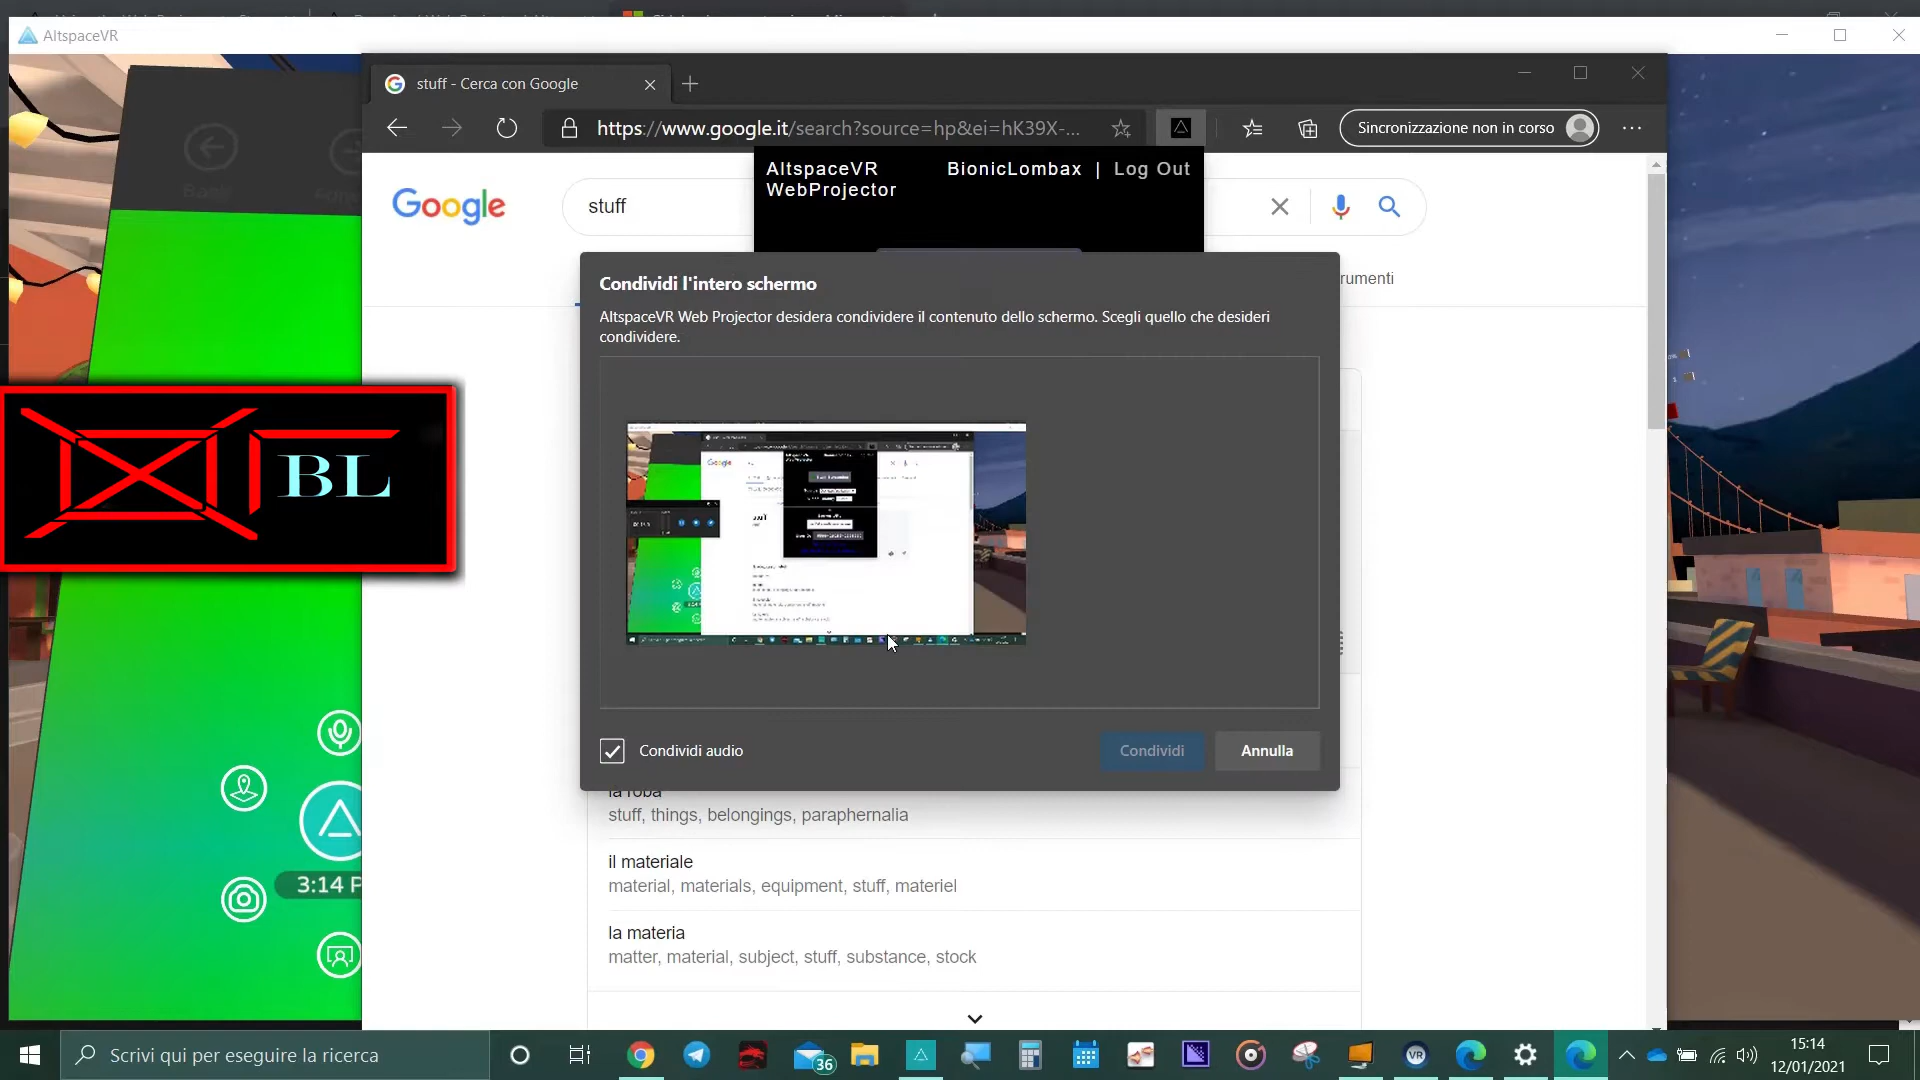 AltspaceVR
stuff - Cerca con Google
https://www.google.it/search?source=hp&ei=hK39X-...
Sincronizzazione non in corso
AltspaceVR
WebProjector
BionicLombax | Log Out
Google
stuff
rumenti
Condividi l'intero schermo
AltspaceVR Web Projector desidera condividere il contenuto dello schermo. Scegli quello che desideri
condividere.
BL
Condividi audio
Condividi
Annulla
la roba
stuff, things, belongings, paraphernalia
il materiale
material, materials, equipment, stuff, materiel
la materia
matter, material, subject, stuff, substance, stock
3:14 P
Scrivi qui per eseguire la ricerca
36
VR
15:14
12/01/2021